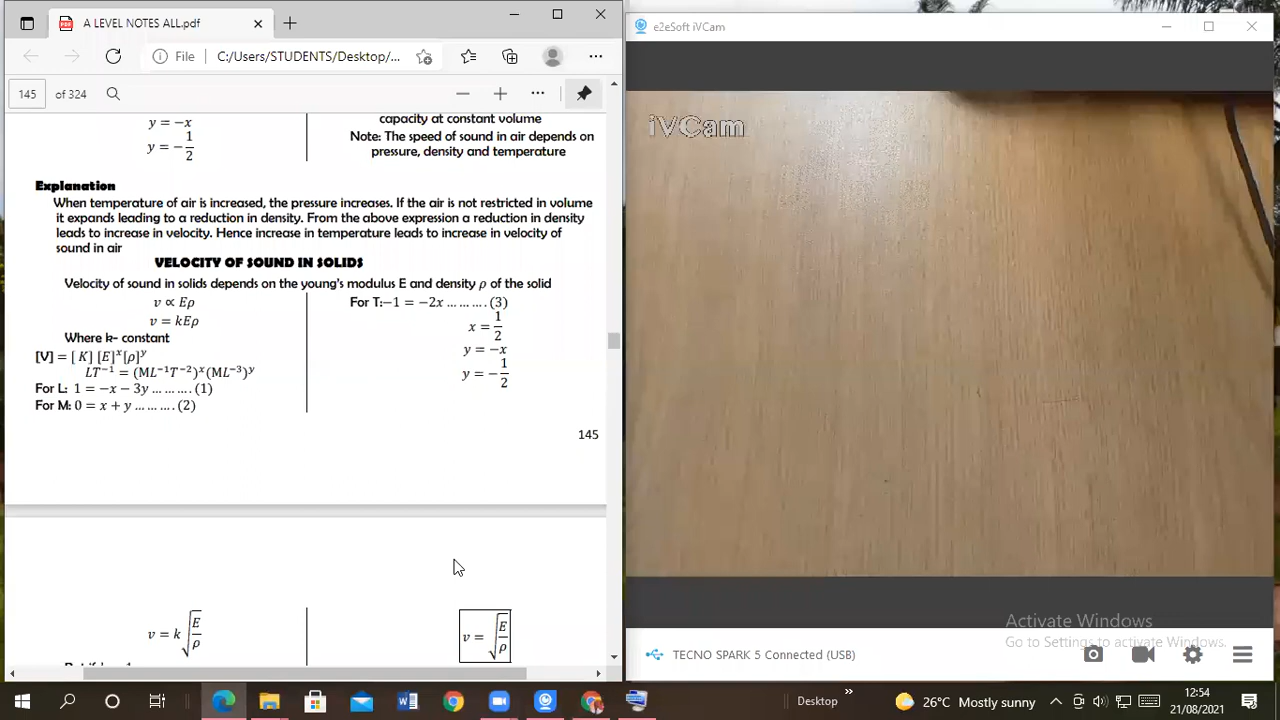 A LEVEL NOTES ALL.pdf
File
C:/Users/STUDENTS/Desktop/...
145 of 324
y = −x
y = −1/2
capacity at constant volume
Note: The speed of sound in air depends on
pressure, density and temperature
Explanation
When temperature of air is increased, the pressure increases. If the air is not restricted in volume
it expands leading to a reduction in density. From the above expression a reduction in density
leads to increase in velocity. Hence increase in temperature leads to increase in velocity of
sound in air
VELOCITY OF SOUND IN SOLIDS
Velocity of sound in solids depends on the young's modulus E and density ρ of the solid
v ∝ Eρ
v = kEρ
Where k- constant
[V] = [ K] [E]^x[ρ]^y
LT^−1 = (ML^−1T^−2)^x(ML^−3)^y
For L: 1 = −x − 3y ... ... ... . (1)
For M: 0 = x + y ... ... ... . (2)
For T:−1 = −2x ... ... ... . (3)
x = 1/2
y = −x
y = −1/2
145
v = k√(E/ρ)
v = √(E/ρ)
e2eSoft iVCam
iVCam
Activate Windows
Go to Settings to activate Windows.
TECNO SPARK 5 Connected (USB)
Desktop
26°C Mostly sunny
12:54
21/08/2021